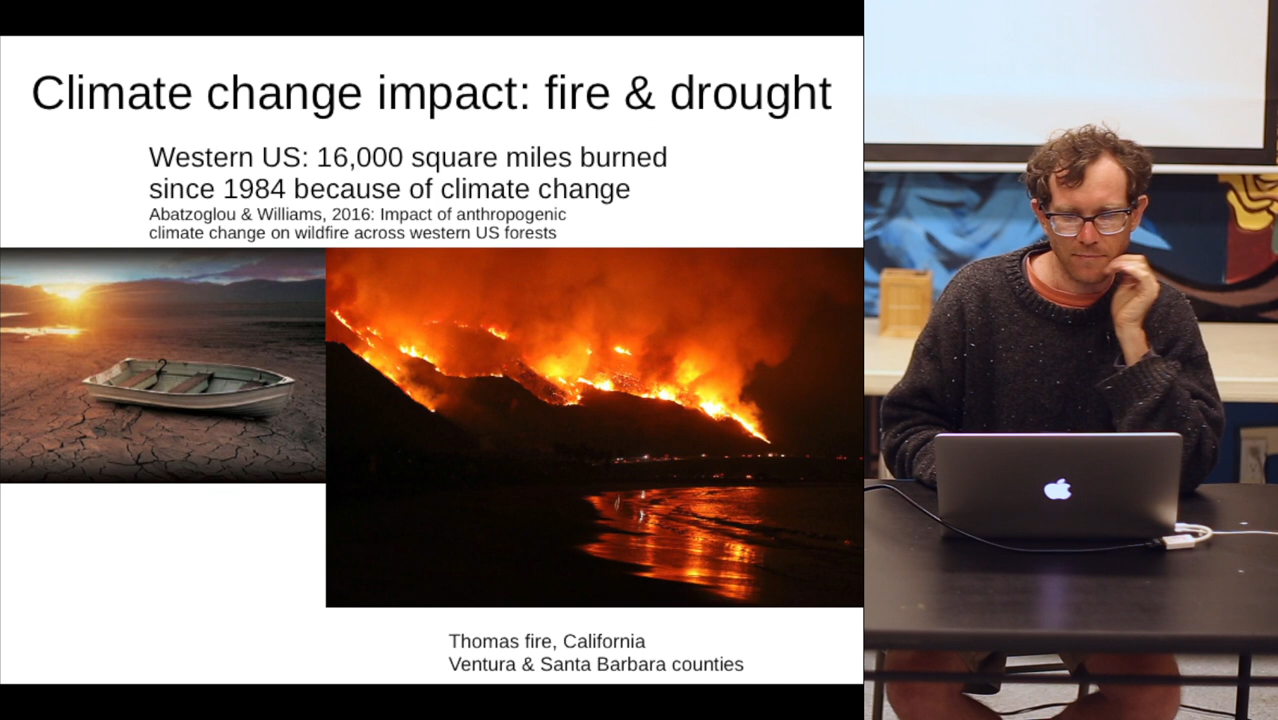 Climate change impact: fire & drought
Western US: 16,000 square miles burned
since 1984 because of climate change
Abatzoglou & Williams, 2016: Impact of anthropogenic
climate change on wildfire across western US forests
Thomas fire, California
Ventura & Santa Barbara counties